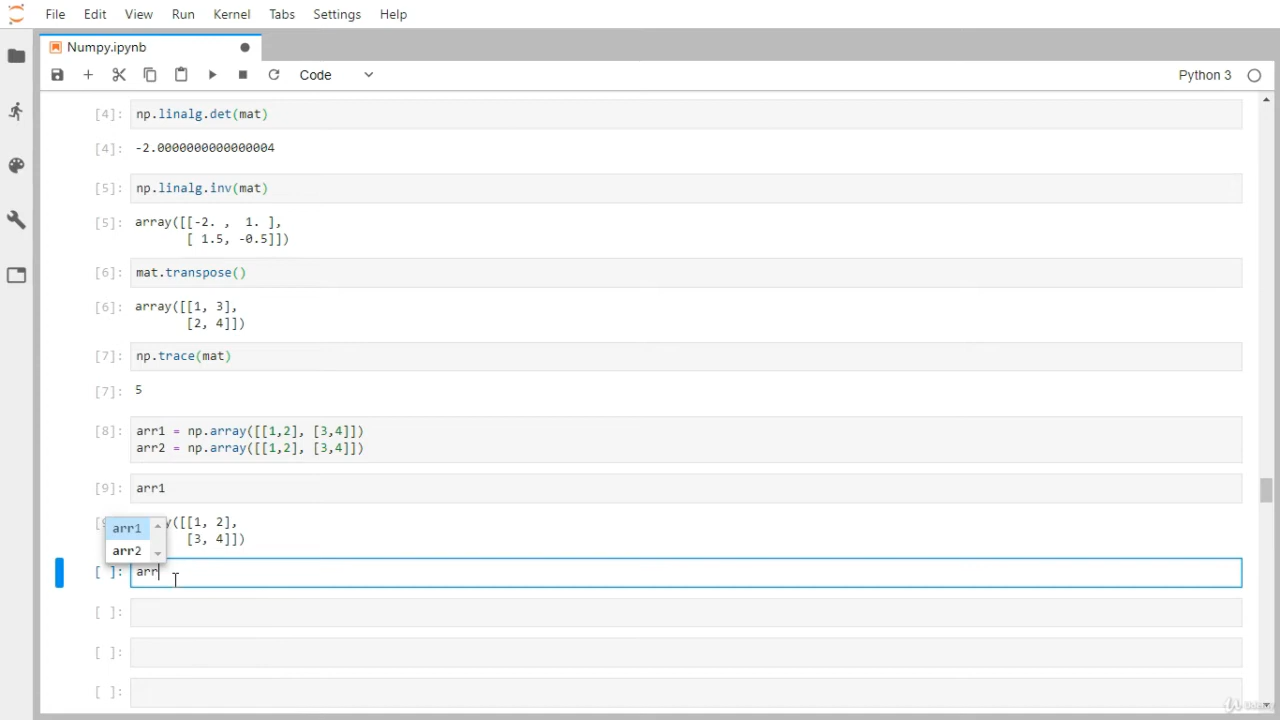 File Edit View Run Kernel Tabs Settings Help
Numpy.ipynb
Code
Python 3
[4]: np.linalg.det(mat)
[4]: -2.0000000000000004
[5]: np.linalg.inv(mat)
[5]: array([[-2. ,  1. ],
[ 1.5, -0.5]])
[6]: mat.transpose()
[6]: array([[1, 3],
[2, 4]])
[7]: np.trace(mat)
[7]: 5
[8]: arr1 = np.array([[1,2], [3,4]])
arr2 = np.array([[1,2], [3,4]])
[9]: arr1
y([[1, 2],
[3, 4]])
arr1
arr2
[ ]: arr
[ ]:
[ ]:
[ ]: